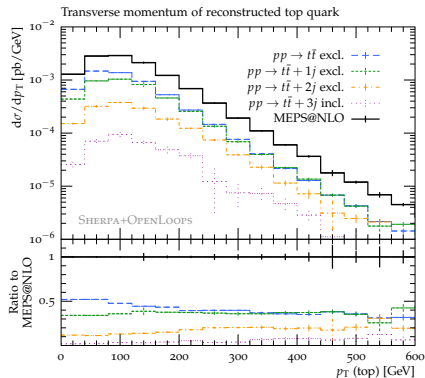 Transverse momentum of reconstructed top quark
dσ/dpT [pb/GeV]
10−2
10−3
10−4
10−5
10−6
pp → tt̄ excl.
pp → tt̄ + 1j excl.
pp → tt̄ + 2j excl.
pp → tt̄ + 3j incl.
MEPS@NLO
SHERPA+OPENLOOPS
Ratio to
MEPS@NLO
1
0.5
0 100 200 300 400 500 600
pT (top) [GeV]